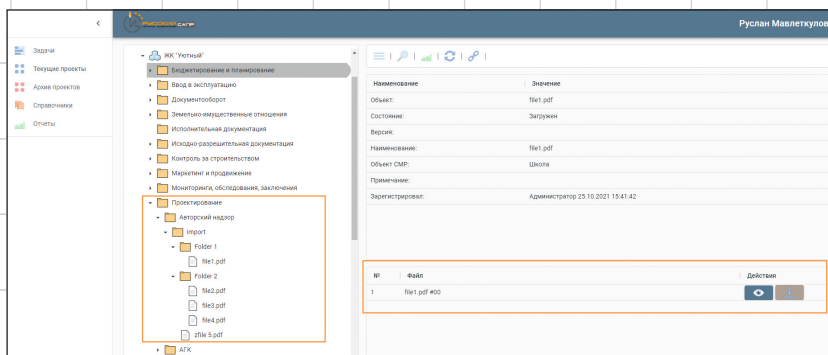 РУССКИЙ САПР
Руслан Мавлеткулов
Задачи
Текущие проекты
Архив проектов
Справочники
Отчеты
ЖК "Уютный"
Бюджетирование и планирование
Ввод в эксплуатацию
Документооборот
Земельно-имущественные отношения
Исполнительная документация
Исходно-разрешительная документация
Контроль за строительством
Маркетинг и продвижение
Мониторинги, обследования, заключения
Проектирование
Авторский надзор
import
Folder 1
file1.pdf
Folder 2
file2.pdf
file3.pdf
file4.pdf
zfile 5.pdf
АГК
Наименование Значение
Объект: file1.pdf
Состояние: Загружен
Версия:
Наименование: file1.pdf
Объект СМР: Школа
Примечание:
Зарегистрировал: Администратор 25.10.2021 15:41:42
№ Файл Действия
1 file1.pdf #00